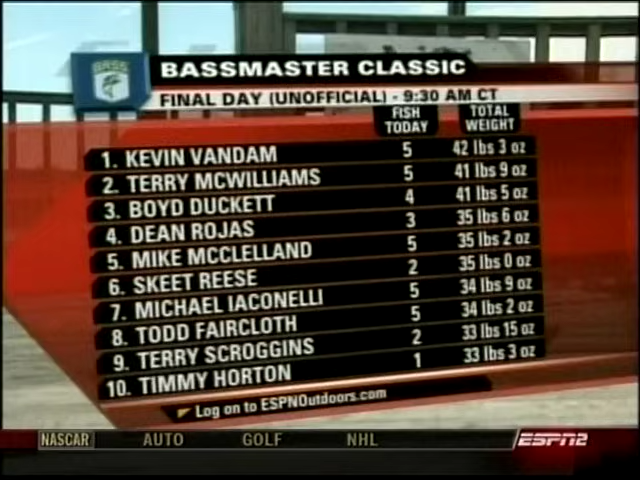 BASS
BASSMASTER CLASSIC
FINAL DAY (UNOFFICIAL) - 9:30 AM CT
FISH TODAY TOTAL WEIGHT
1. KEVIN VANDAM 5 42 lbs 3 oz
2. TERRY MCWILLIAMS 5 41 lbs 9 oz
3. BOYD DUCKETT 4 41 lbs 5 oz
4. DEAN ROJAS 3 35 lbs 6 oz
5. MIKE MCCLELLAND 5 35 lbs 2 oz
6. SKEET REESE 2 35 lbs 0 oz
7. MICHAEL IACONELLI 5 34 lbs 9 oz
8. TODD FAIRCLOTH 5 34 lbs 2 oz
9. TERRY SCROGGINS 2 33 lbs 15 oz
10. TIMMY HORTON 1 33 lbs 3 oz
Log on to ESPNOutdoors.com
NASCAR AUTO GOLF NHL ESPN2